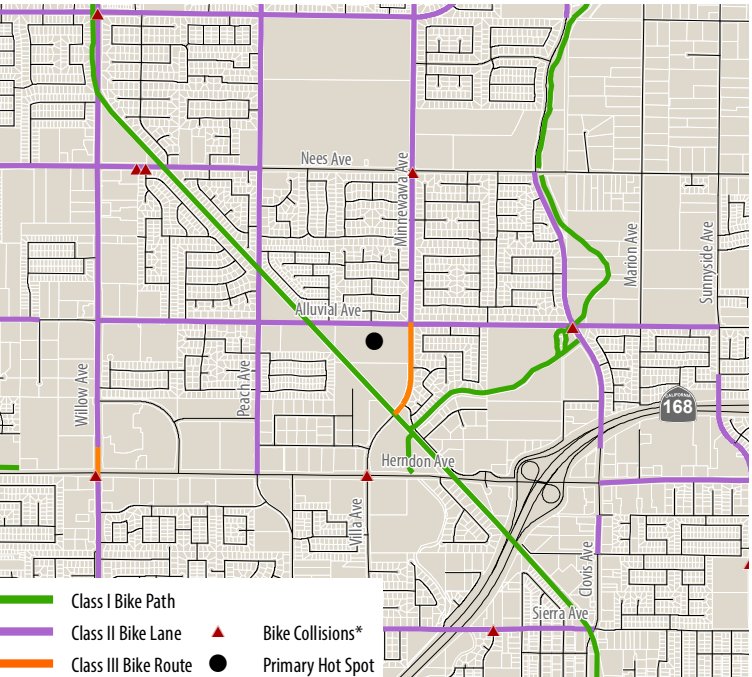 Nees Ave
Minnewawa Ave
Marion Ave
Sunnyside Ave
Alluvial Ave
Willow Ave
Peach Ave
CALIFORNIA
168
Herndon Ave
Villa Ave
Clovis Ave
Sierra Ave
Class I Bike Path
Class II Bike Lane
Bike Collisions*
Class III Bike Route
Primary Hot Spot